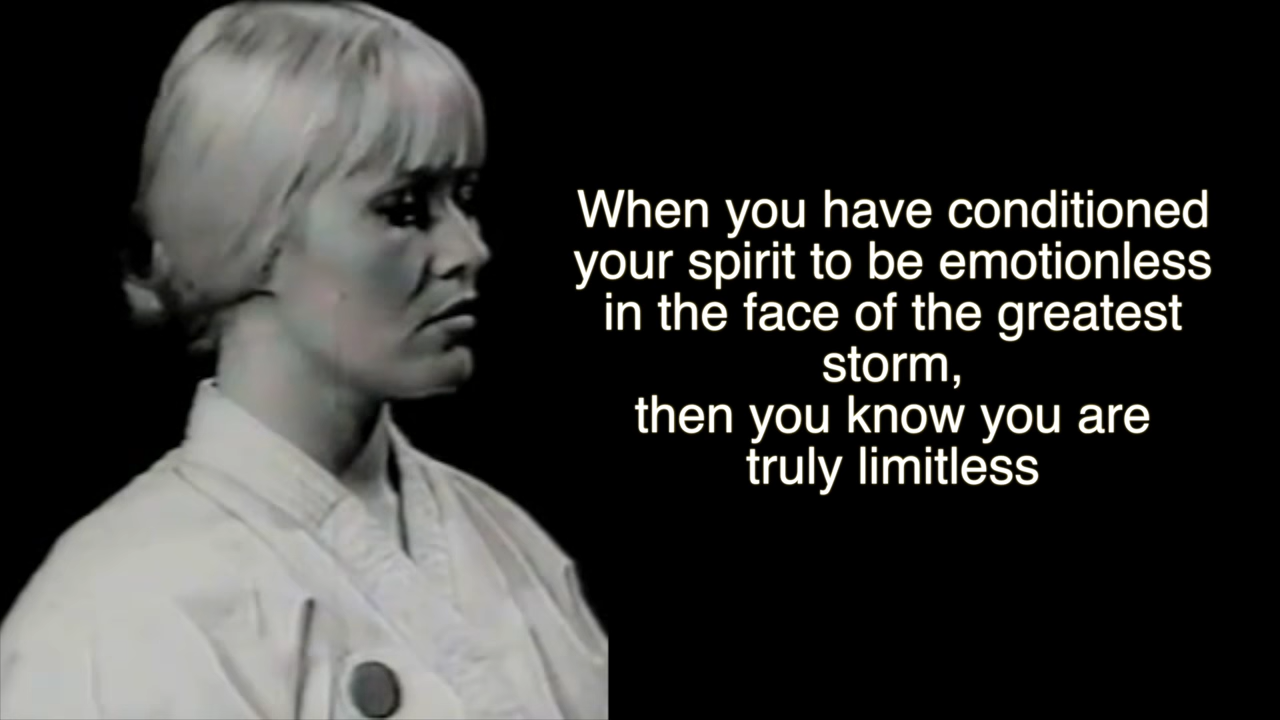 When you have conditioned
your spirit to be emotionless
in the face of the greatest
storm,
then you know you are
truly limitless